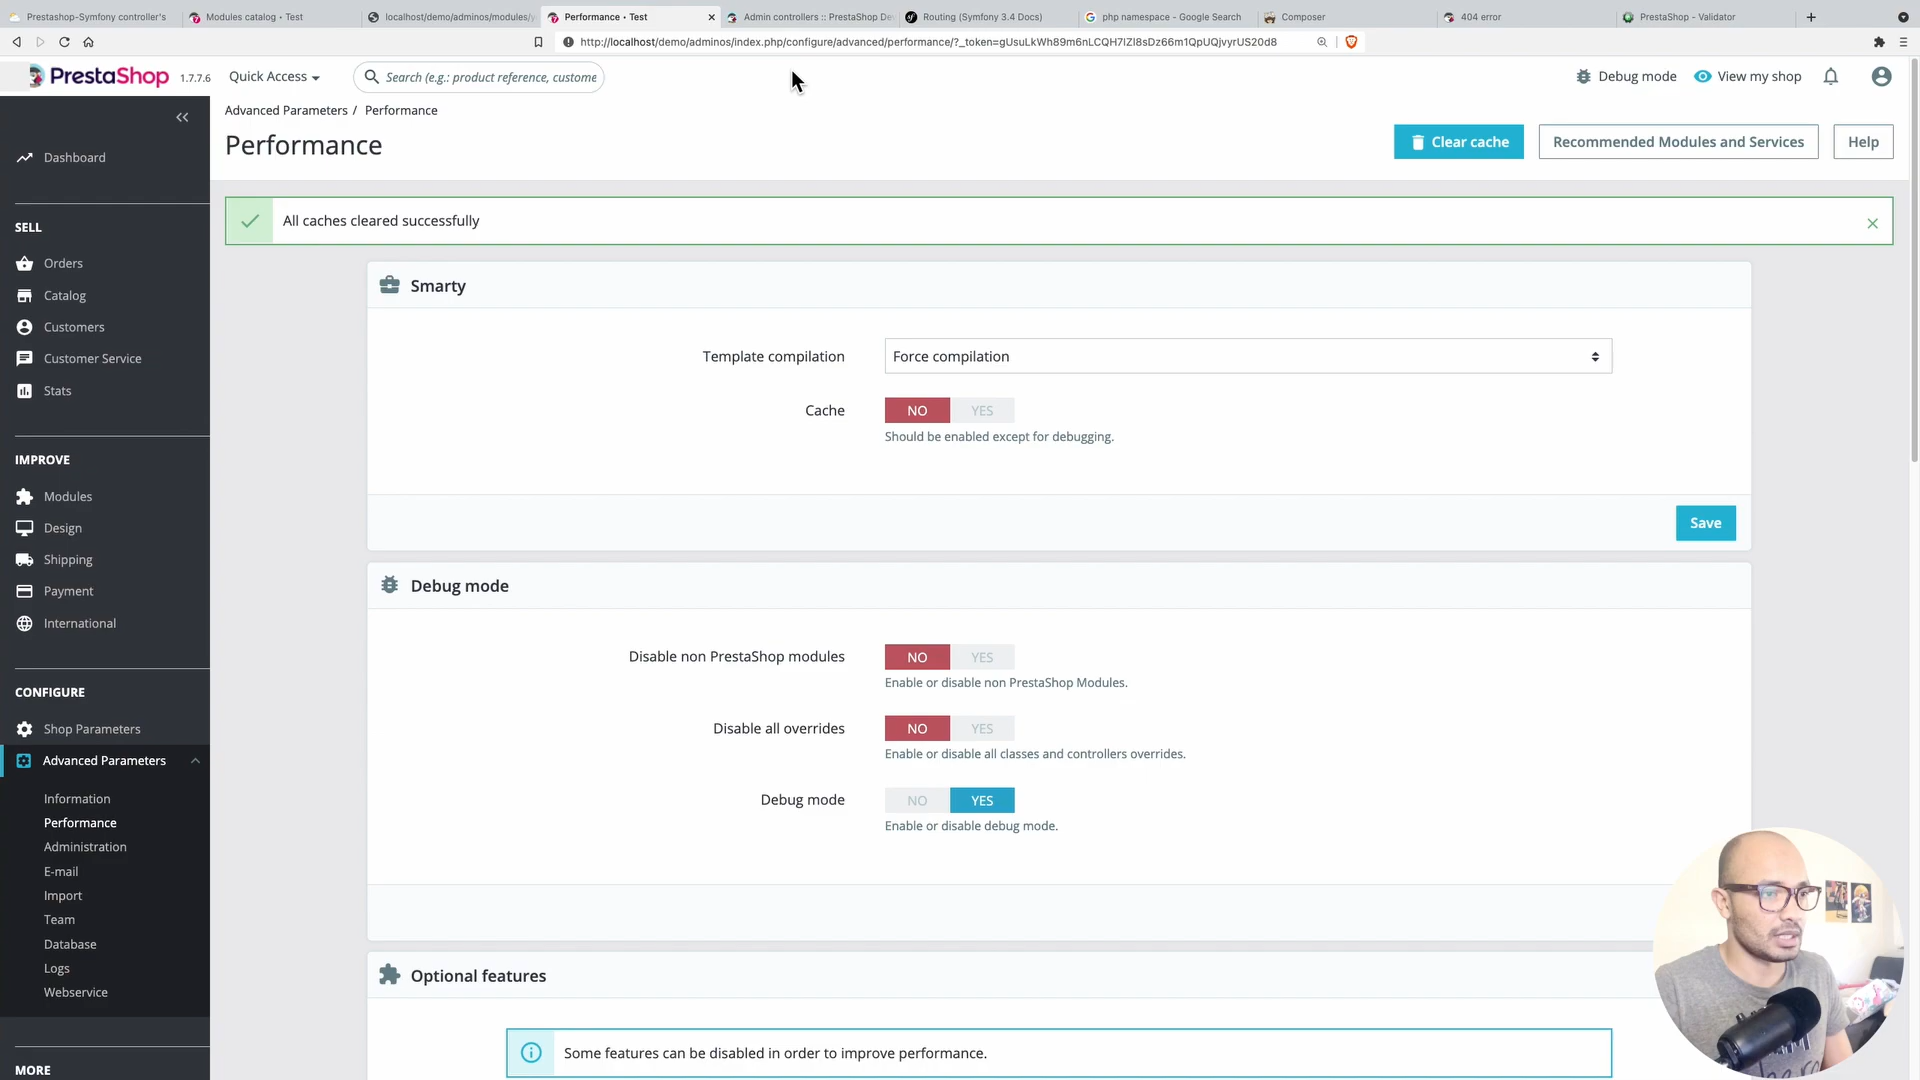 Prestashop-Symfony controller's
Modules catalog • Test
localhost/demo/adminos/modules/y
Performance • Test
Admin controllers :: PrestaShop De
Routing (Symfony 3.4 Docs)
php namespace - Google Search
Composer
404 error
PrestaShop - Validator
http://localhost/demo/adminos/index.php/configure/advanced/performance/?_token=gUsuLkWh89m6nLCQH7lZI8sDz66m1QpUQjvyrUS20d8
PrestaShop 1.7.7.6
Quick Access
Search (e.g.: product reference, custome
Debug mode
View my shop
Advanced Parameters / Performance
Performance
Clear cache
Recommended Modules and Services
Help
All caches cleared successfully
Dashboard
SELL
Orders
Catalog
Customers
Customer Service
Stats
IMPROVE
Modules
Design
Shipping
Payment
International
CONFIGURE
Shop Parameters
Advanced Parameters
Information
Performance
Administration
E-mail
Import
Team
Database
Logs
Webservice
MORE
Smarty
Template compilation
Force compilation
Cache
NO YES
Should be enabled except for debugging.
Save
Debug mode
Disable non PrestaShop modules
NO YES
Enable or disable non PrestaShop Modules.
Disable all overrides
NO YES
Enable or disable all classes and controllers overrides.
Debug mode
NO YES
Enable or disable debug mode.
Optional features
Some features can be disabled in order to improve performance.